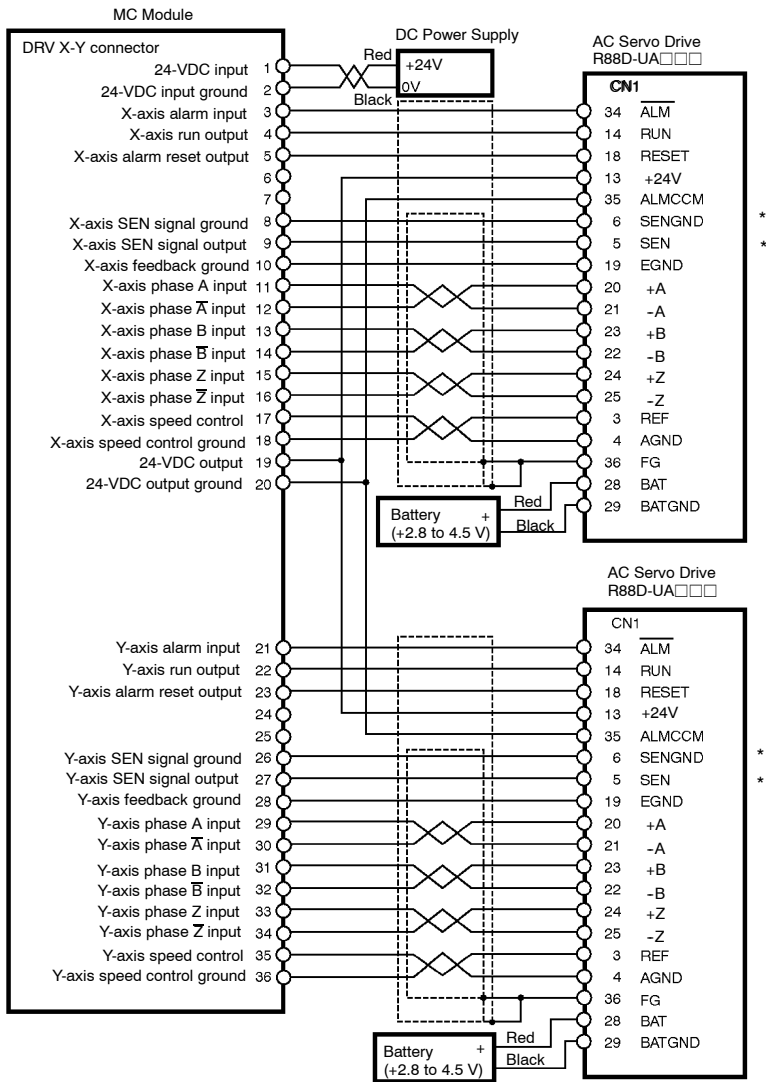 MC Module
DRV X-Y connector
DC Power Supply
Red
+24V
0V
Black
AC Servo Drive
R88D-UA□□□
CN1
24-VDC input 1
24-VDC input ground 2
X-axis alarm input 3 34 A̅L̅M̅
X-axis run output 4 14 RUN
X-axis alarm reset output 5 18 RESET
6 13 +24V
7 35 ALMCCM
X-axis SEN signal ground 8 6 SENGND *
X-axis SEN signal output 9 5 SEN *
X-axis feedback ground 10 19 EGND
X-axis phase A input 11 20 +A
X-axis phase A̅ input 12 21 -A
X-axis phase B input 13 23 +B
X-axis phase B̅ input 14 22 -B
X-axis phase Z input 15 24 +Z
X-axis phase Z̅ input 16 25 -Z
X-axis speed control 17 3 REF
X-axis speed control ground 18 4 AGND
24-VDC output 19 36 FG
24-VDC output ground 20 28 BAT
29 BATGND
Battery +
(+2.8 to 4.5 V)
Red
Black
AC Servo Drive
R88D-UA□□□
CN1
Y-axis alarm input 21 34 A̅L̅M̅
Y-axis run output 22 14 RUN
Y-axis alarm reset output 23 18 RESET
24 13 +24V
25 35 ALMCCM
Y-axis SEN signal ground 26 6 SENGND *
Y-axis SEN signal output 27 5 SEN *
Y-axis feedback ground 28 19 EGND
Y-axis phase A input 29 20 +A
Y-axis phase A̅ input 30 21 -A
Y-axis phase B input 31 23 +B
Y-axis phase B̅ input 32 22 -B
Y-axis phase Z input 33 24 +Z
Y-axis phase Z̅ input 34 25 -Z
Y-axis speed control 35 3 REF
Y-axis speed control ground 36 4 AGND
36 FG
28 BAT
29 BATGND
Battery +
(+2.8 to 4.5 V)
Red
Black